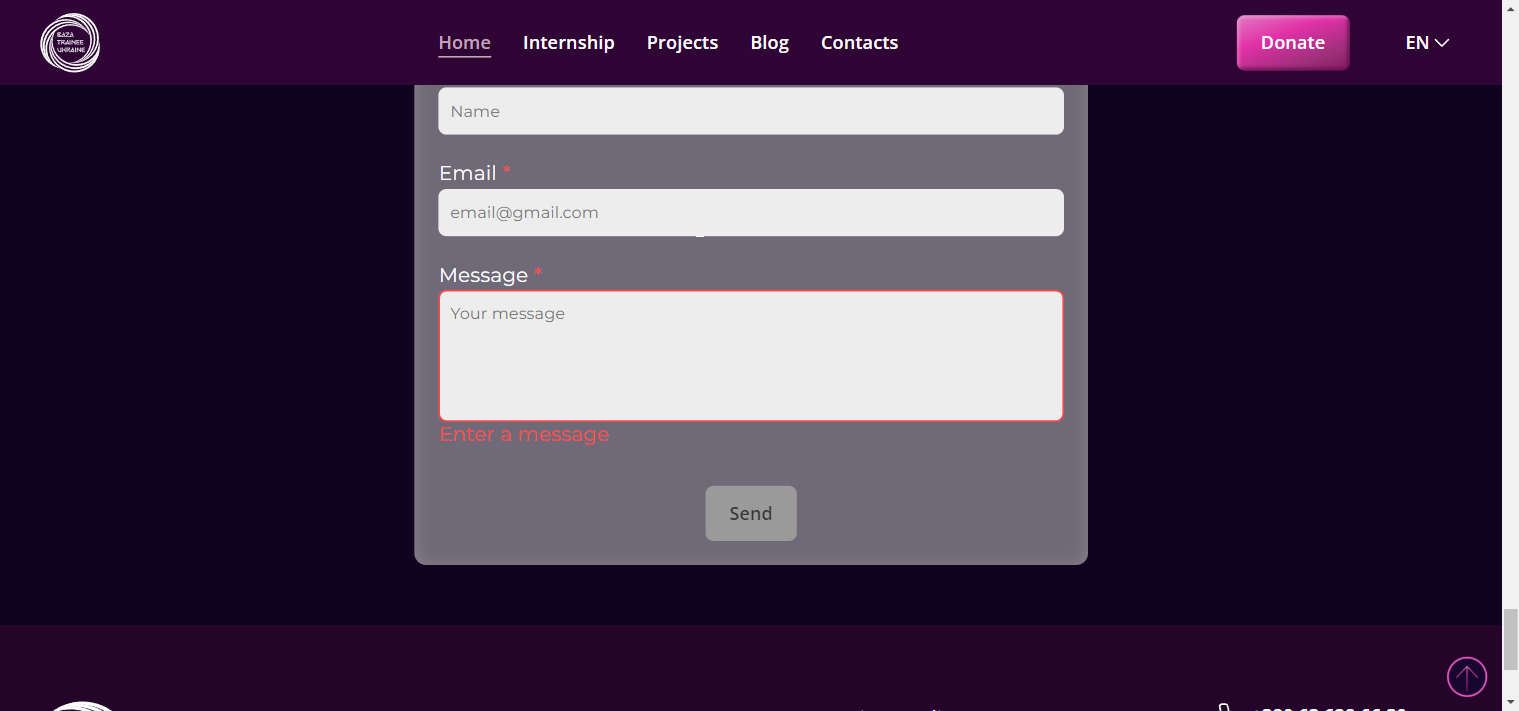 BAZA
TRAINEE
UKRAINE
Home Internship Projects Blog Contacts
Donate
EN
Name
Email *
email@gmail.com
Message *
Your message
Enter a message
Send